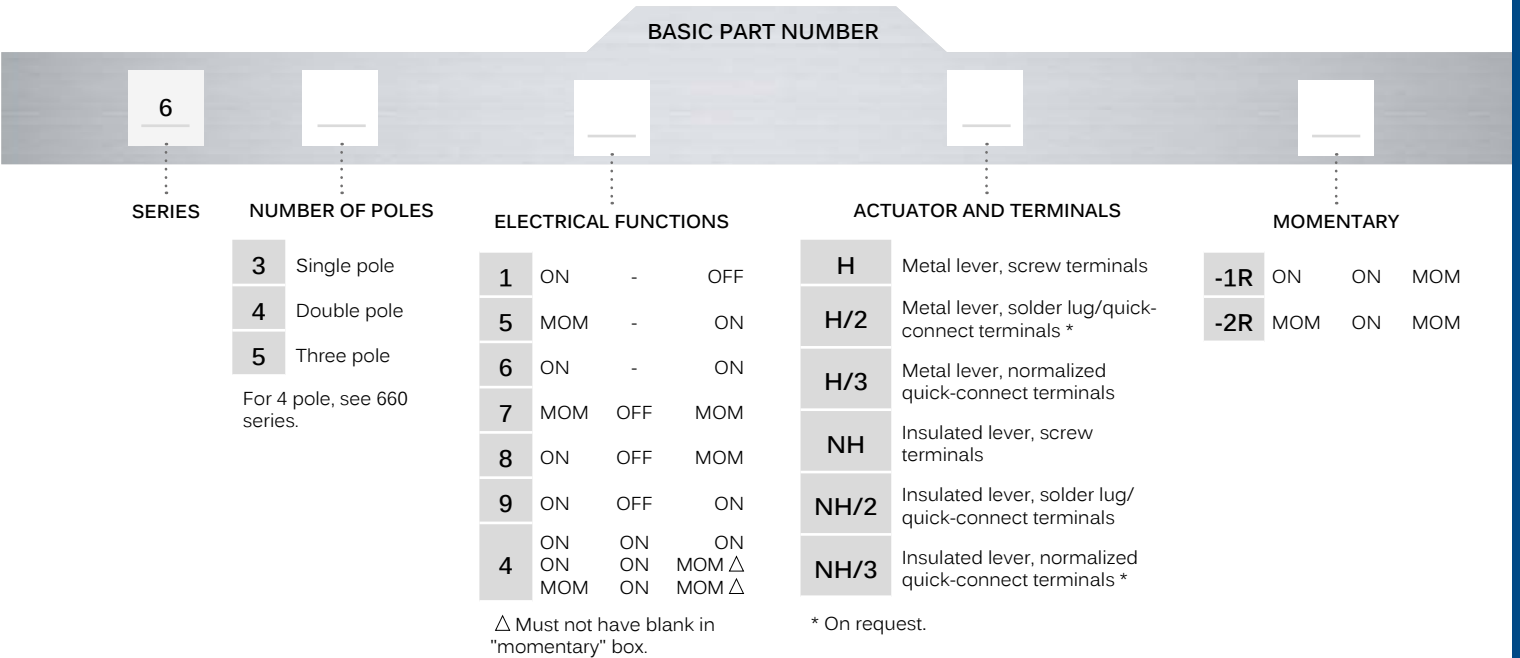 BASIC PART NUMBER
6
SERIES
NUMBER OF POLES
3 Single pole
4 Double pole
5 Three pole
For 4 pole, see 660
series.
ELECTRICAL FUNCTIONS
1 ON - OFF
5 MOM - ON
6 ON - ON
7 MOM OFF MOM
8 ON OFF MOM
9 ON OFF ON
4
ON ON ON
ON ON MOM △
MOM ON MOM △
△ Must not have blank in
"momentary" box.
ACTUATOR AND TERMINALS
H Metal lever, screw terminals
H/2 Metal lever, solder lug/quick-
connect terminals *
H/3 Metal lever, normalized
quick-connect terminals
NH Insulated lever, screw
terminals
NH/2 Insulated lever, solder lug/
quick-connect terminals
NH/3 Insulated lever, normalized
quick-connect terminals *
* On request.
MOMENTARY
-1R ON ON MOM
-2R MOM ON MOM